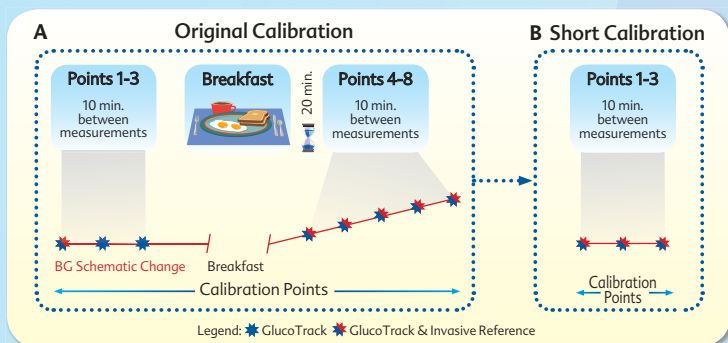 A Original Calibration
Points 1-3
10 min.
between
measurements
Breakfast
20 min.
Points 4-8
10 min.
between
measurements
BG Schematic Change
Breakfast
Calibration Points
B Short Calibration
Points 1-3
10 min.
between
measurements
Calibration
Points
Legend: GlucoTrack GlucoTrack & Invasive Reference